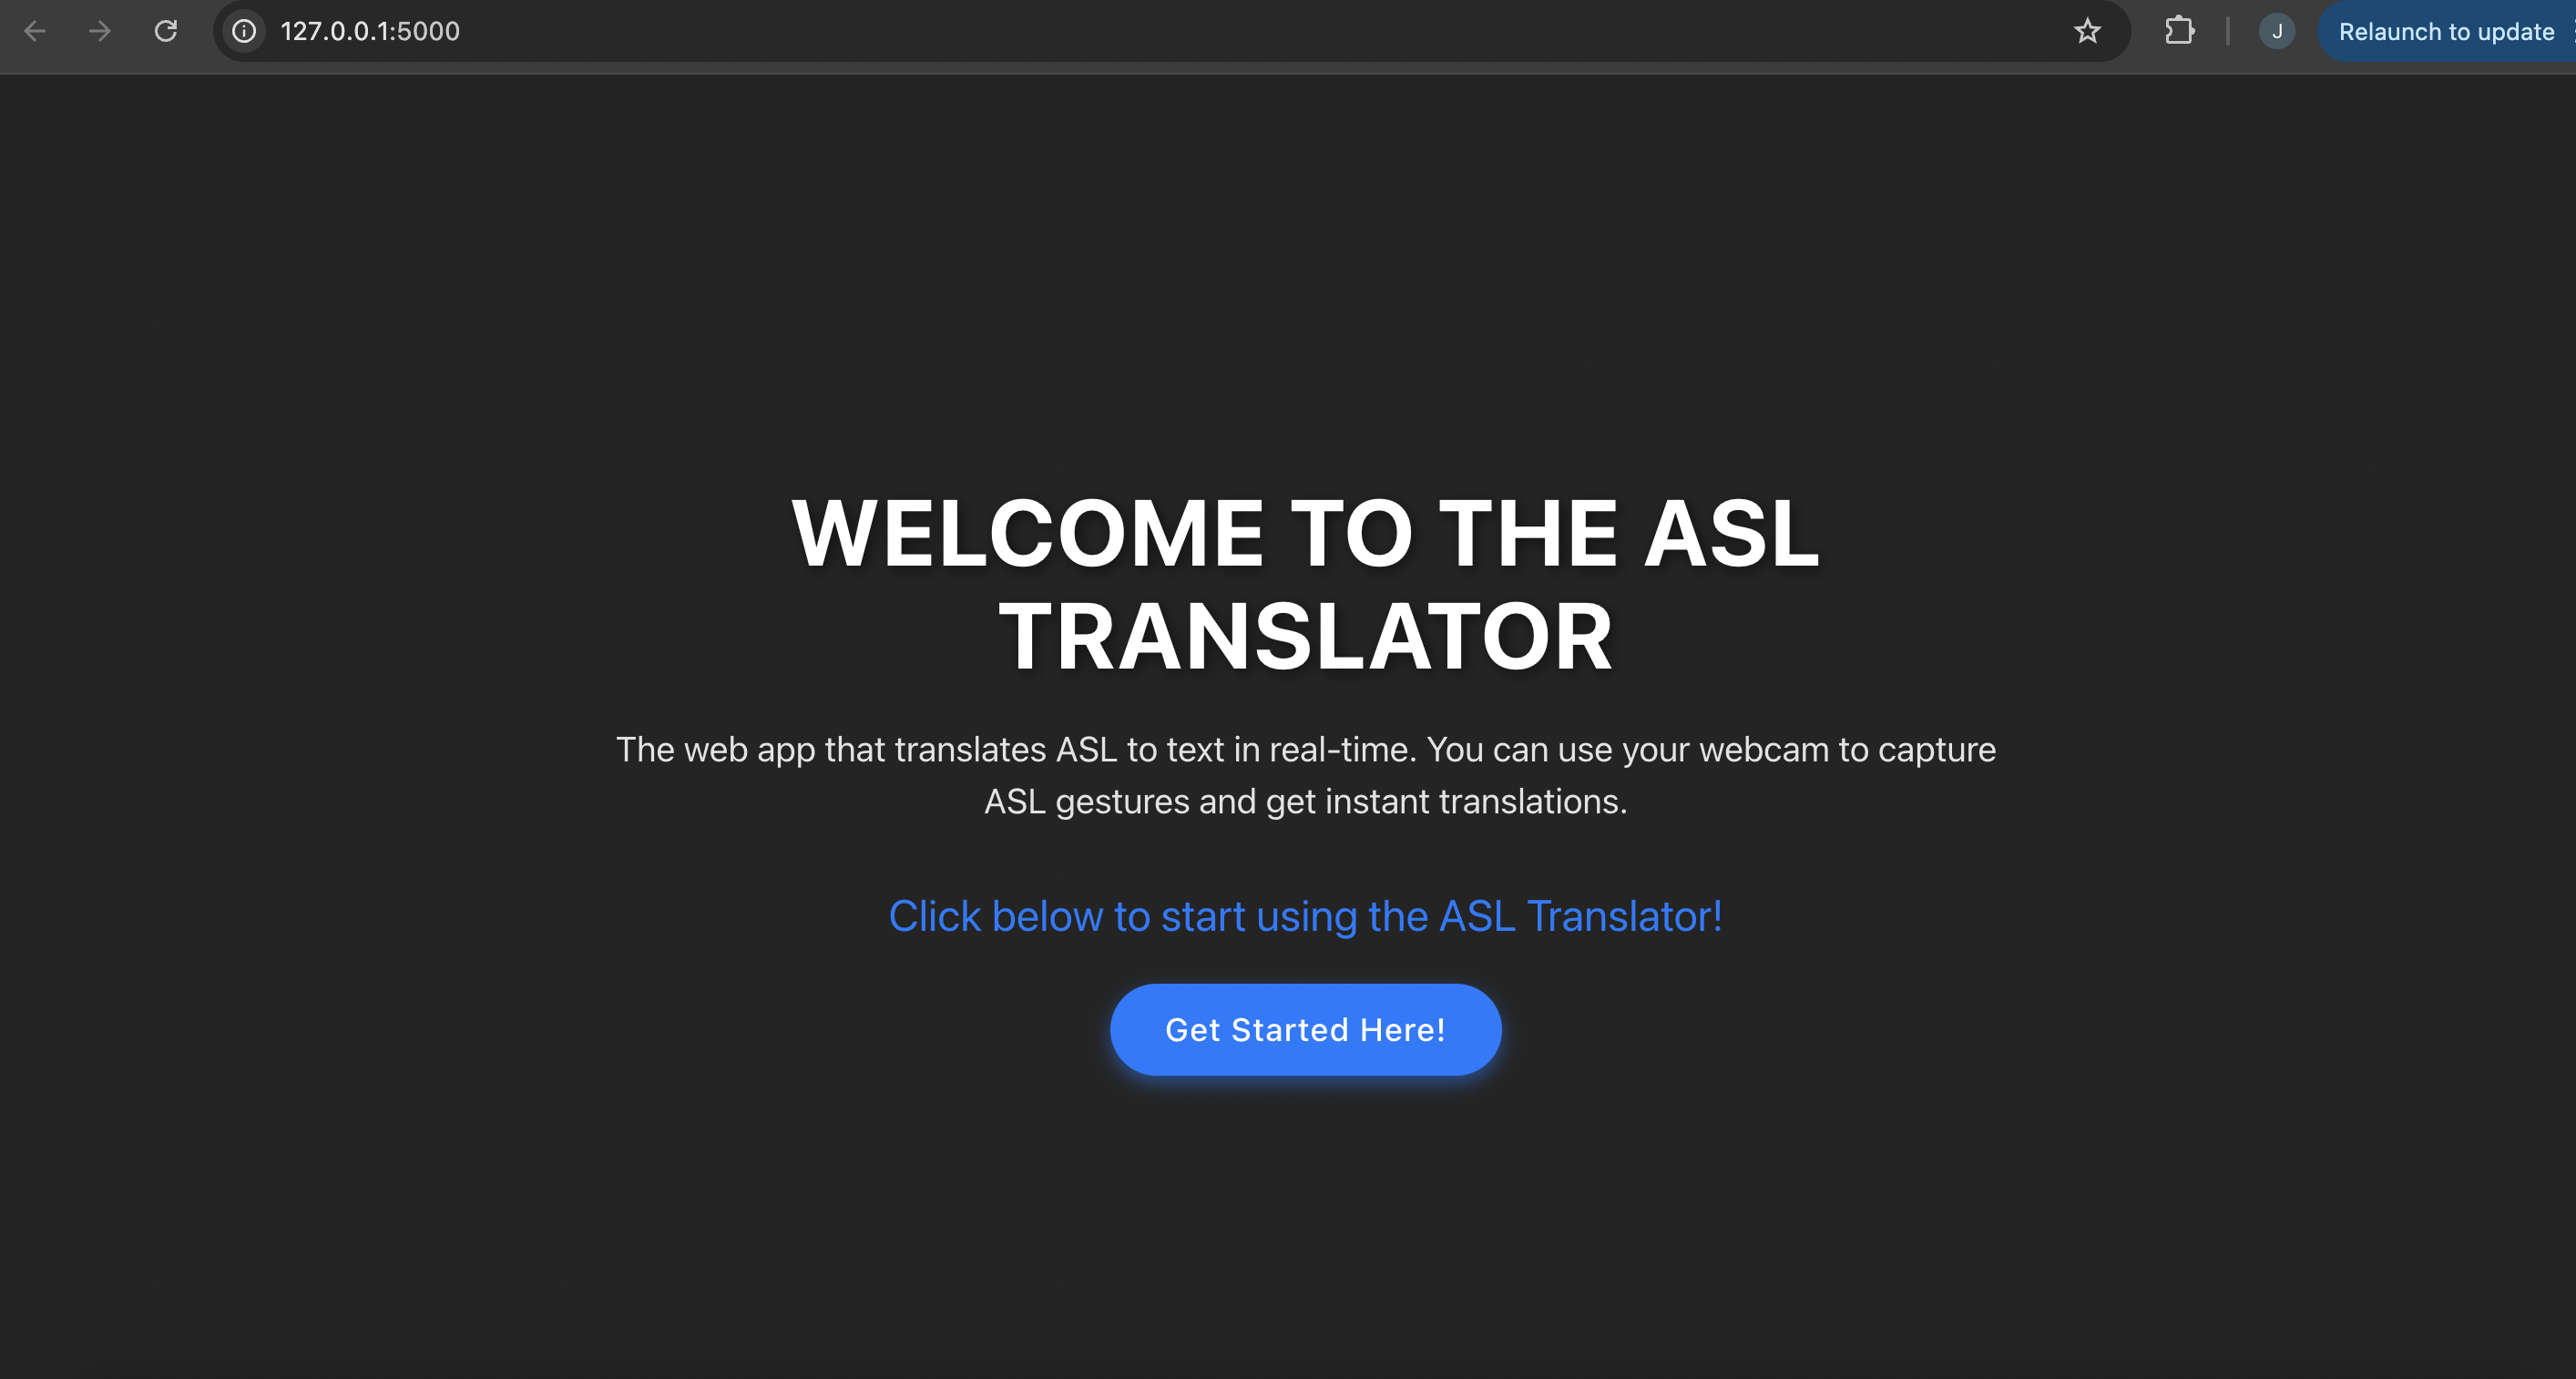 127.0.0.1:5000
J
Relaunch to update
WELCOME TO THE ASL
TRANSLATOR
The web app that translates ASL to text in real-time. You can use your webcam to capture
ASL gestures and get instant translations.
Click below to start using the ASL Translator!
Get Started Here!